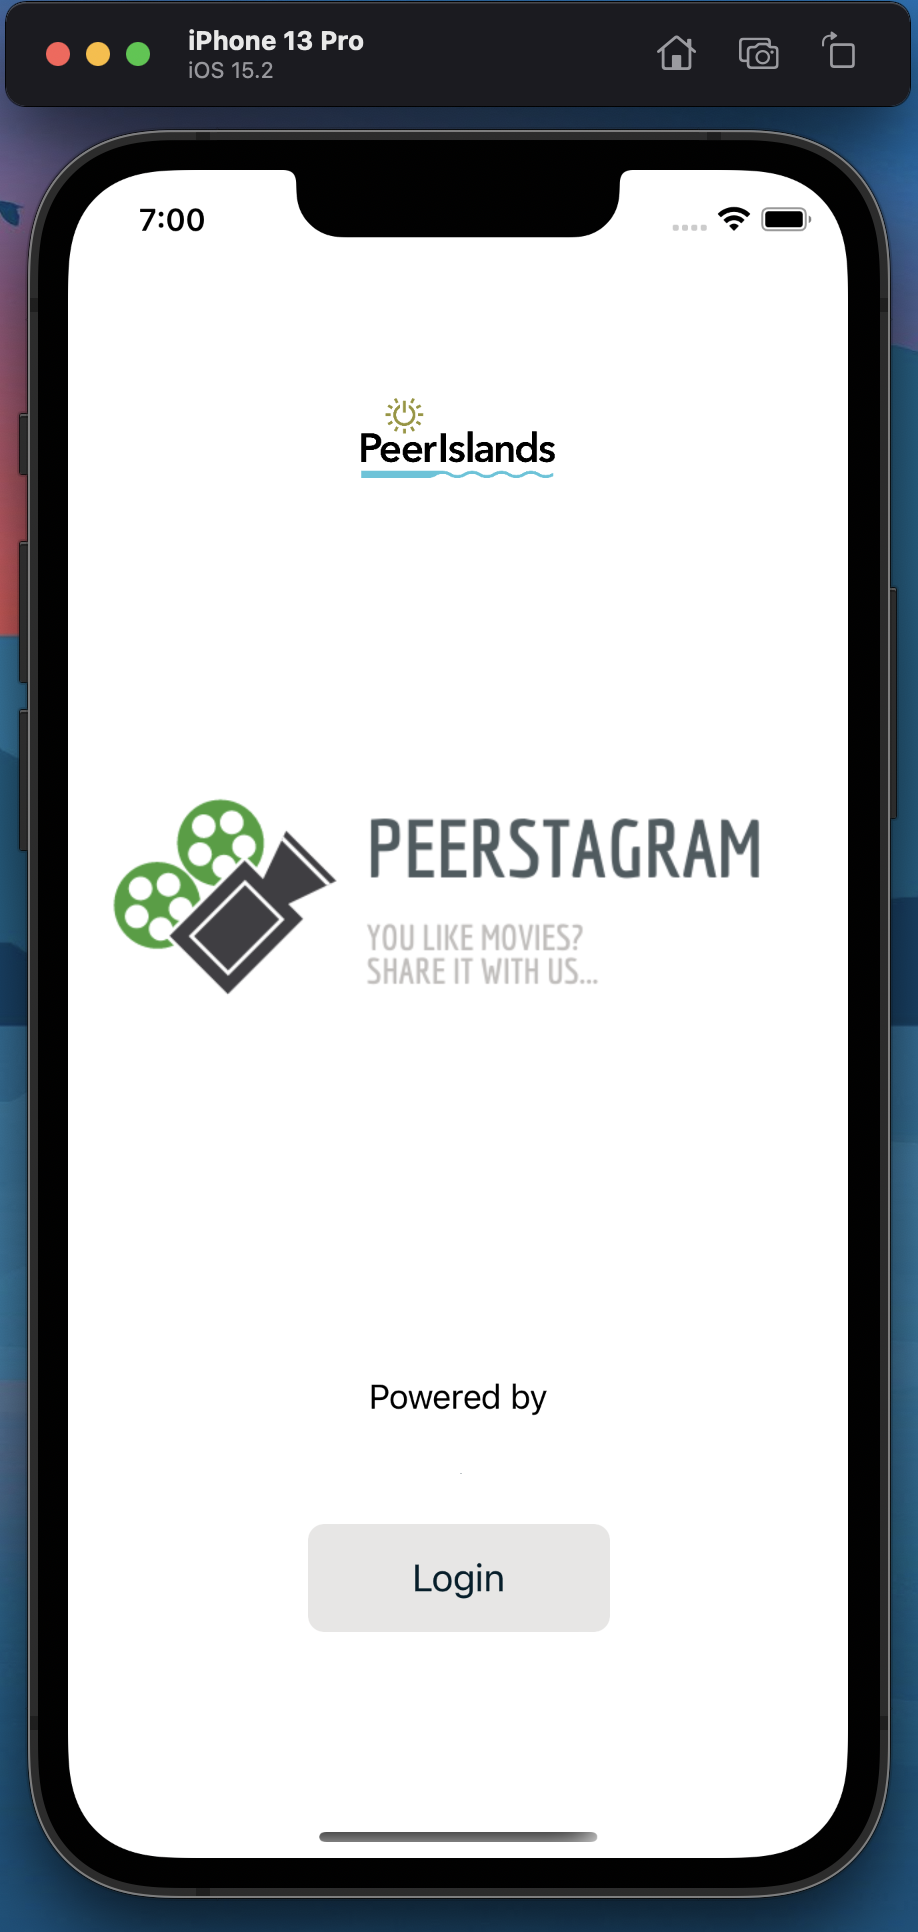 iPhone 13 Pro
iOS 15.2
7:00
PeerIslands
PEERSTAGRAM
YOU LIKE MOVIES?
SHARE IT WITH US...
Powered by
Login